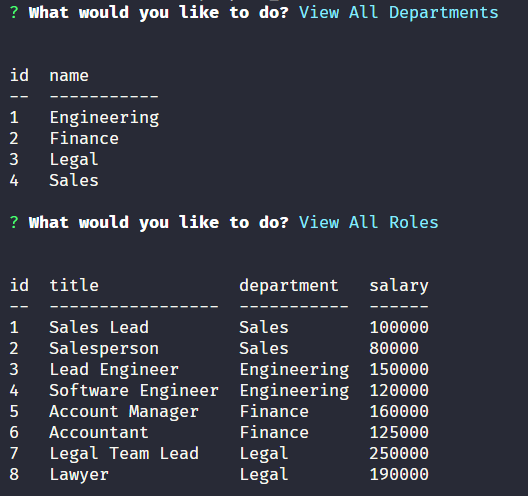 ? What would you like to do? View All Departments
id  name
--  -----------
1   Engineering
2   Finance
3   Legal
4   Sales
? What would you like to do? View All Roles
id  title              department   salary
--  -----------------  -----------  ------
1   Sales Lead         Sales        100000
2   Salesperson        Sales        80000
3   Lead Engineer      Engineering  150000
4   Software Engineer  Engineering  120000
5   Account Manager    Finance      160000
6   Accountant         Finance      125000
7   Legal Team Lead    Legal        250000
8   Lawyer             Legal        190000